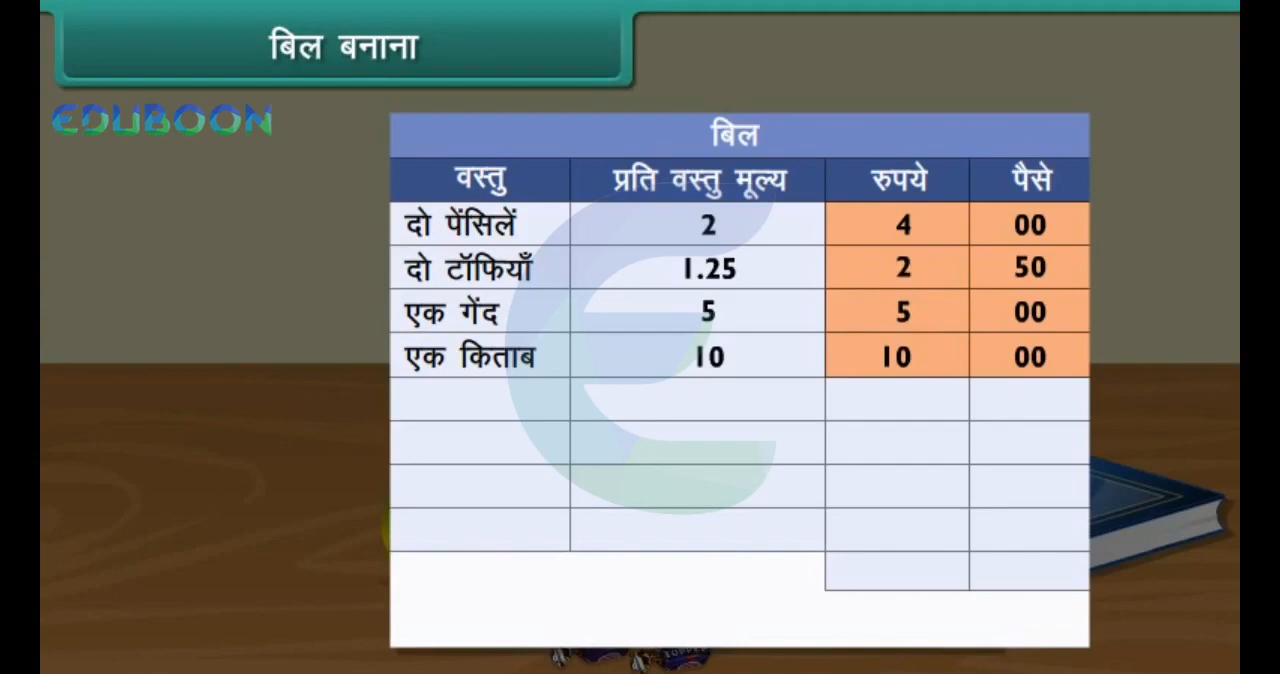 बिल बनाना
EDUBOON
बिल
वस्तु प्रति वस्तु मूल्य रुपये पैसे
दो पेंसिलें 2 4 00
दो टॉफियाँ 1.25 2 50
एक गेंद 5 5 00
एक किताब 10 10 00